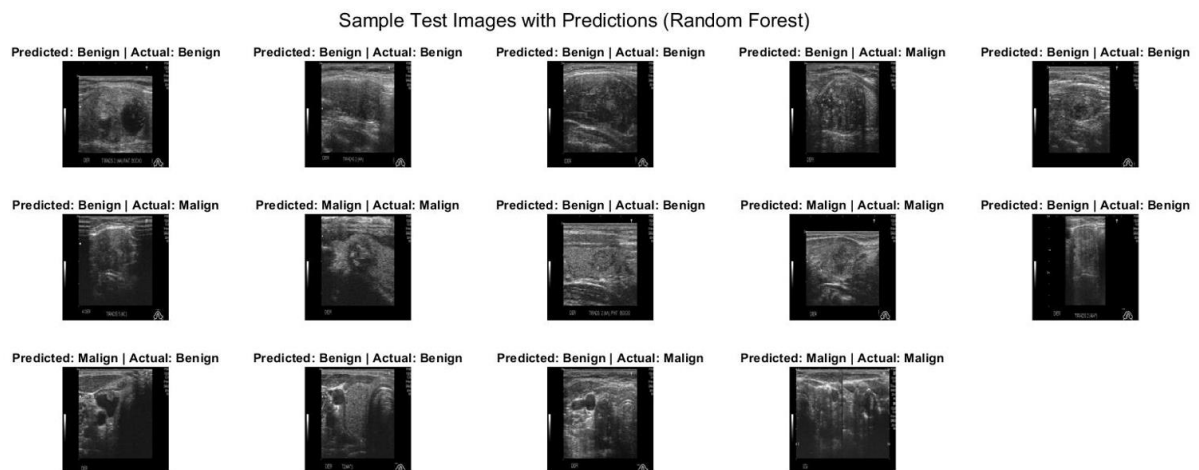 Sample Test Images with Predictions (Random Forest)
Predicted: Benign | Actual: Benign
Predicted: Benign | Actual: Benign
Predicted: Benign | Actual: Benign
Predicted: Benign | Actual: Malign
Predicted: Benign | Actual: Benign
Predicted: Benign | Actual: Malign
Predicted: Malign | Actual: Malign
Predicted: Benign | Actual: Benign
Predicted: Malign | Actual: Malign
Predicted: Benign | Actual: Benign
Predicted: Malign | Actual: Benign
Predicted: Benign | Actual: Benign
Predicted: Benign | Actual: Malign
Predicted: Malign | Actual: Malign